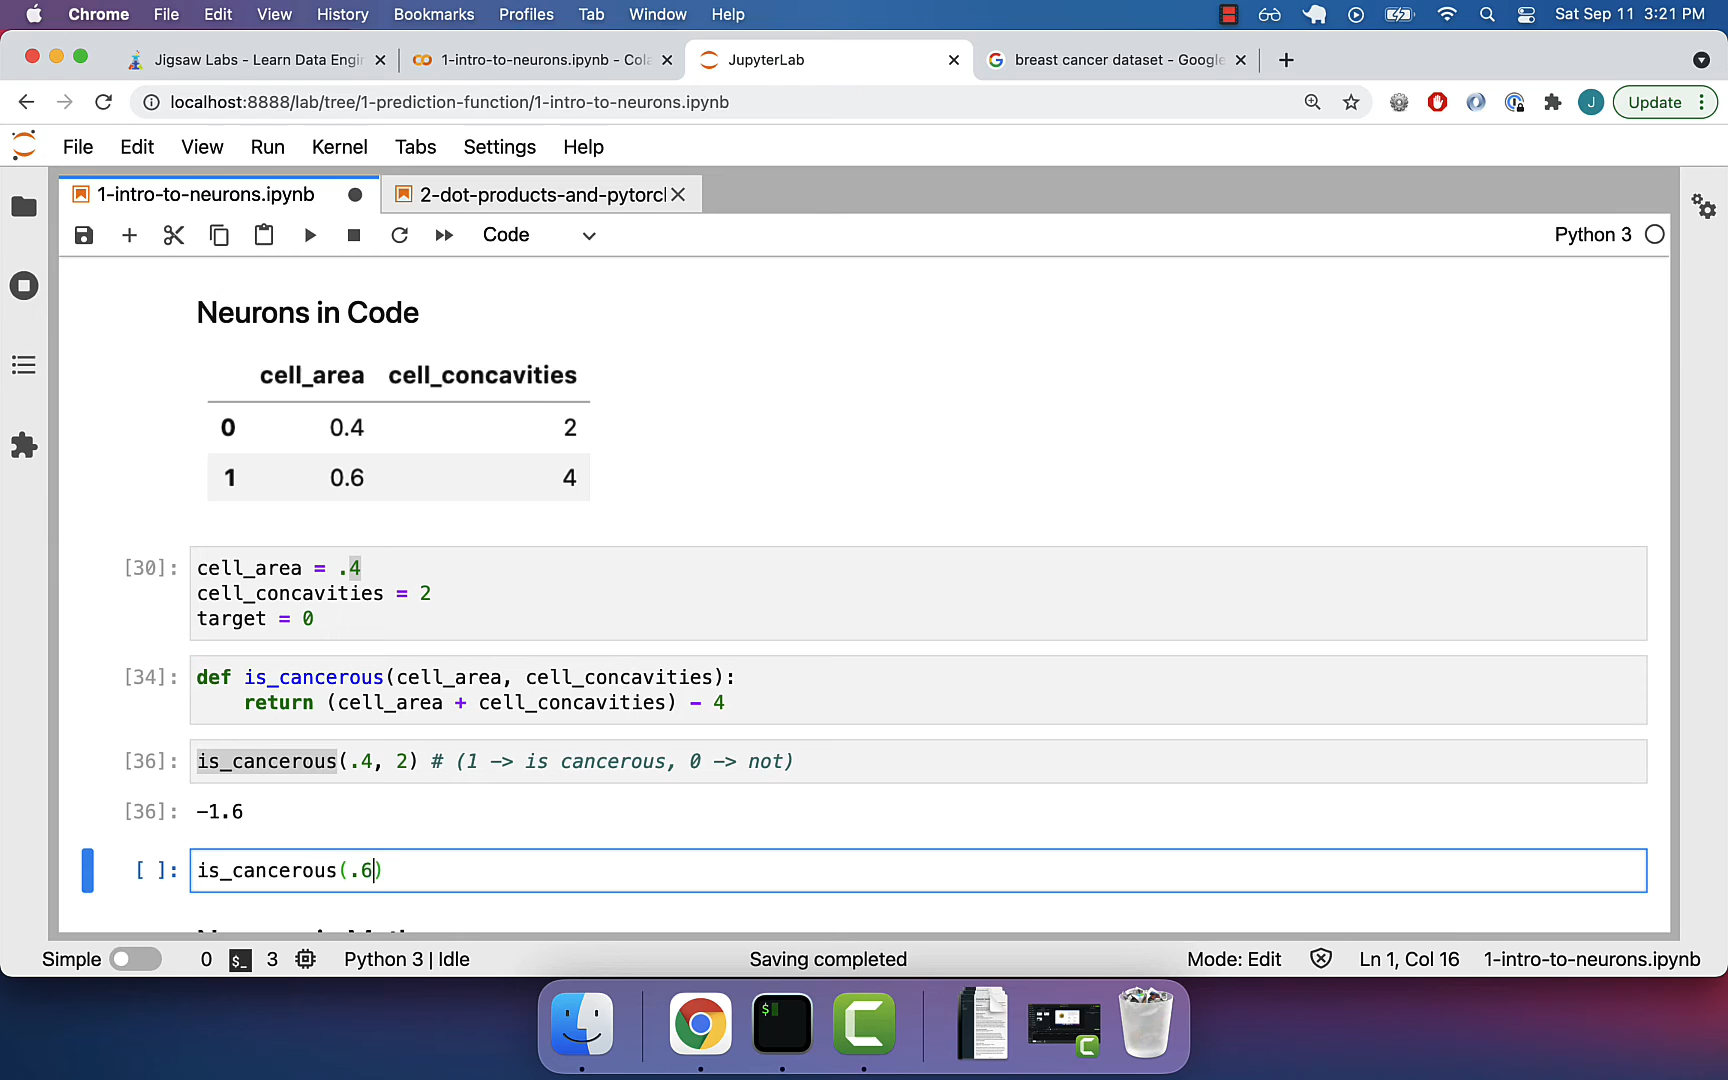 Chrome File Edit View History Bookmarks Profiles Tab Window Help Sat Sep 11 3:21 PM
Jigsaw Labs - Learn Data Engi 1-intro-to-neurons.ipynb - Cola JupyterLab breast cancer dataset - Google
localhost:8888/lab/tree/1-prediction-function/1-intro-to-neurons.ipynb J Update
File Edit View Run Kernel Tabs Settings Help
1-intro-to-neurons.ipynb 2-dot-products-and-pytorch
Code Python 3
Neurons in Code
cell_area cell_concavities
0 0.4 2
1 0.6 4
[30]: cell_area = .4
cell_concavities = 2
target = 0
[34]: def is_cancerous(cell_area, cell_concavities):
return (cell_area + cell_concavities) - 4
[36]: is_cancerous(.4, 2) # (1 -> is cancerous, 0 -> not)
[36]: -1.6
[ ]: is_cancerous(.6)
Simple 0 $_ 3 Python 3 | Idle Saving completed Mode: Edit Ln 1, Col 16 1-intro-to-neurons.ipynb
$